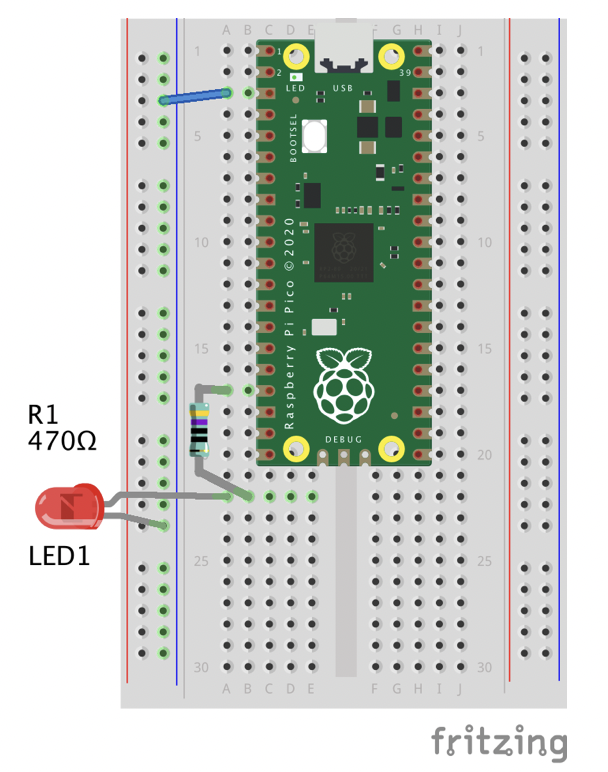 A B F G H I J
1 1 1
2 39
LED USB
BOOTSEL
5 5
10 10
Raspberry Pi Pico © 2020
15 15
R1
470Ω
DEBUG
20 20
LED1
25 25
30 30
A B C D E F G H I J
fritzing